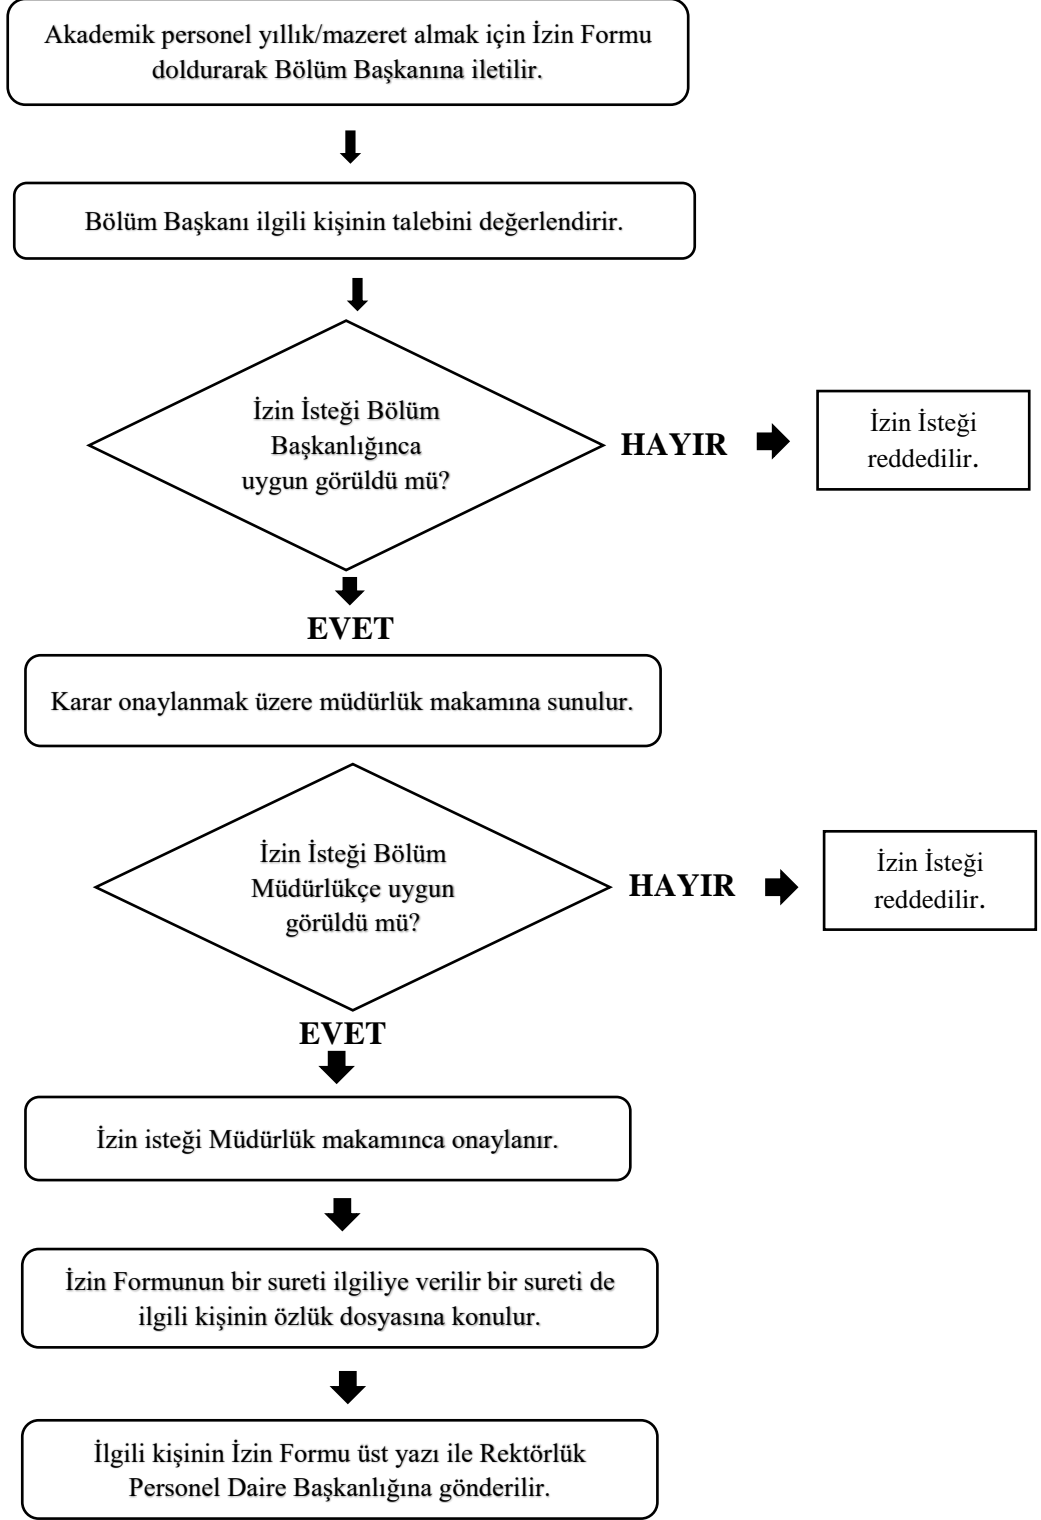 Akademik personel yıllık/mazeret almak için İzin Formu
doldurarak Bölüm Başkanına iletilir.
Bölüm Başkanı ilgili kişinin talebini değerlendirir.
İzin İsteği Bölüm
Başkanlığınca
uygun görüldü mü?
HAYIR
İzin İsteği
reddedilir.
EVET
Karar onaylanmak üzere müdürlük makamına sunulur.
İzin İsteği Bölüm
Müdürlükçe uygun
görüldü mü?
HAYIR
İzin İsteği
reddedilir.
EVET
İzin isteği Müdürlük makamınca onaylanır.
İzin Formunun bir sureti ilgiliye verilir bir sureti de
ilgili kişinin özlük dosyasına konulur.
İlgili kişinin İzin Formu üst yazı ile Rektörlük
Personel Daire Başkanlığına gönderilir.